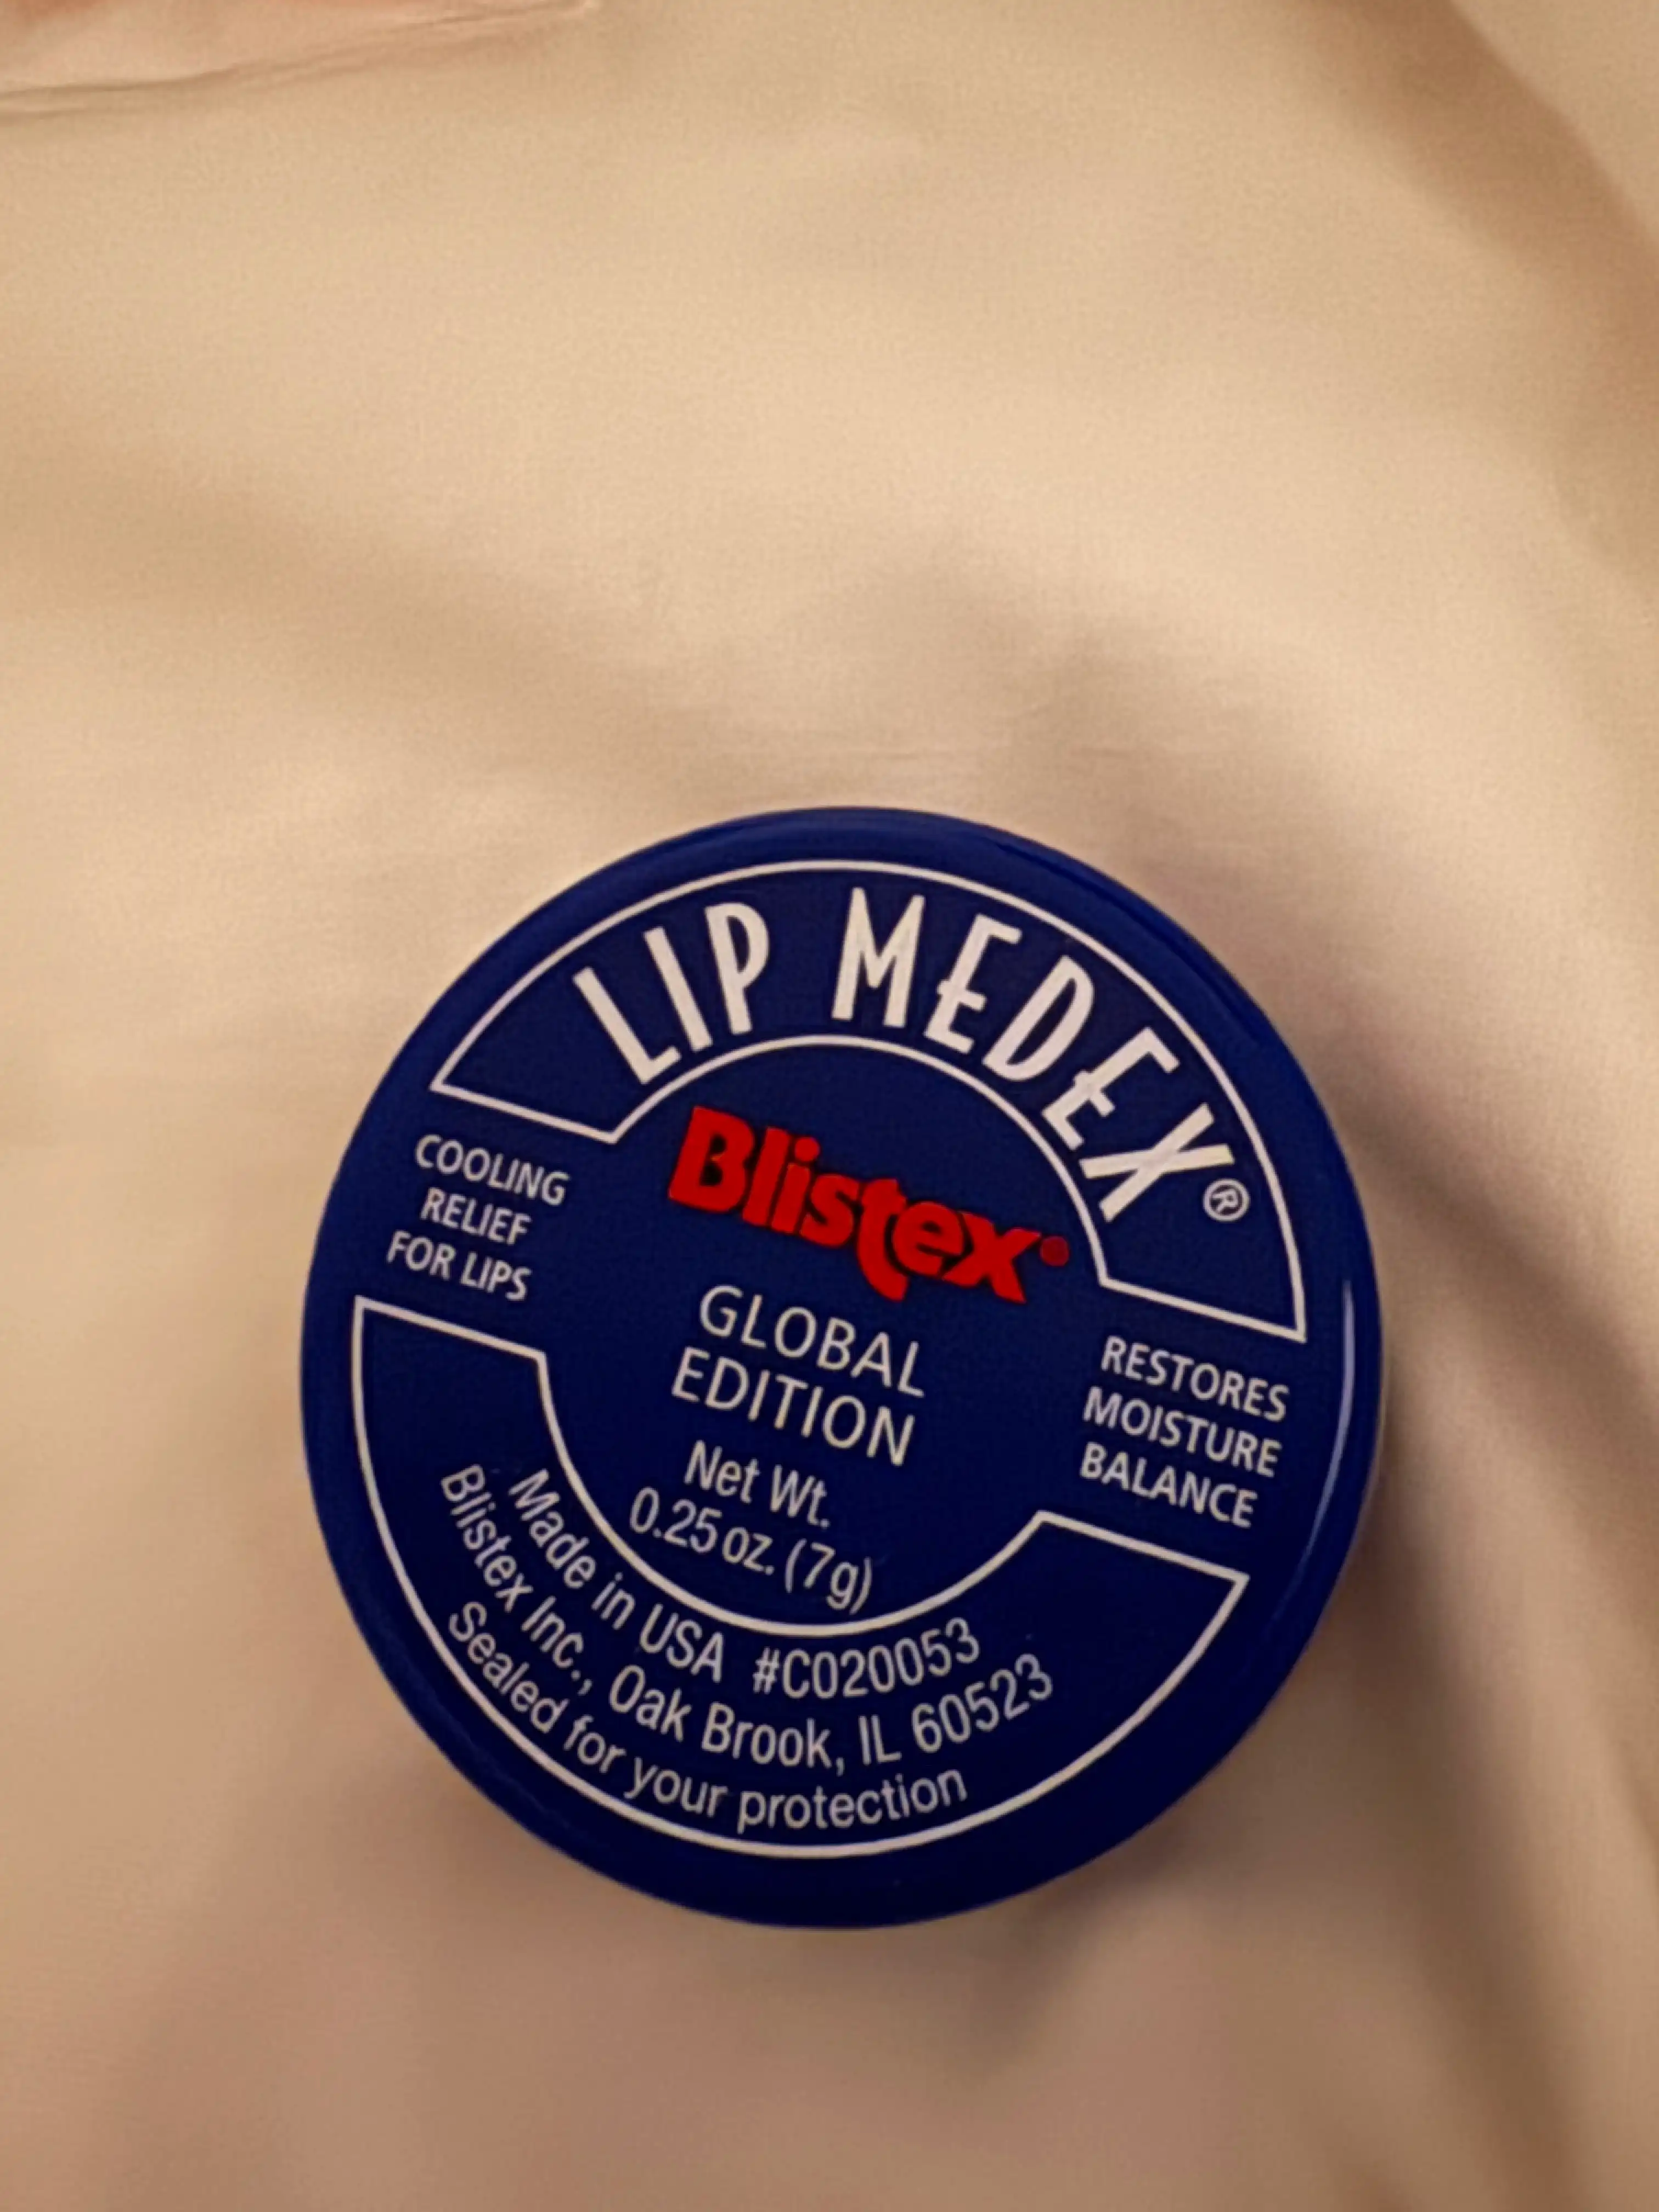 LIP MEDEX®
Blistex
COOLING
RELIEF
FOR LIPS
GLOBAL
EDITION
RESTORES
MOISTURE
BALANCE
Net Wt.
0.25 oz. (7g)
Made in USA #C020053
Blistex Inc., Oak Brook, IL 60523
Sealed for your protection